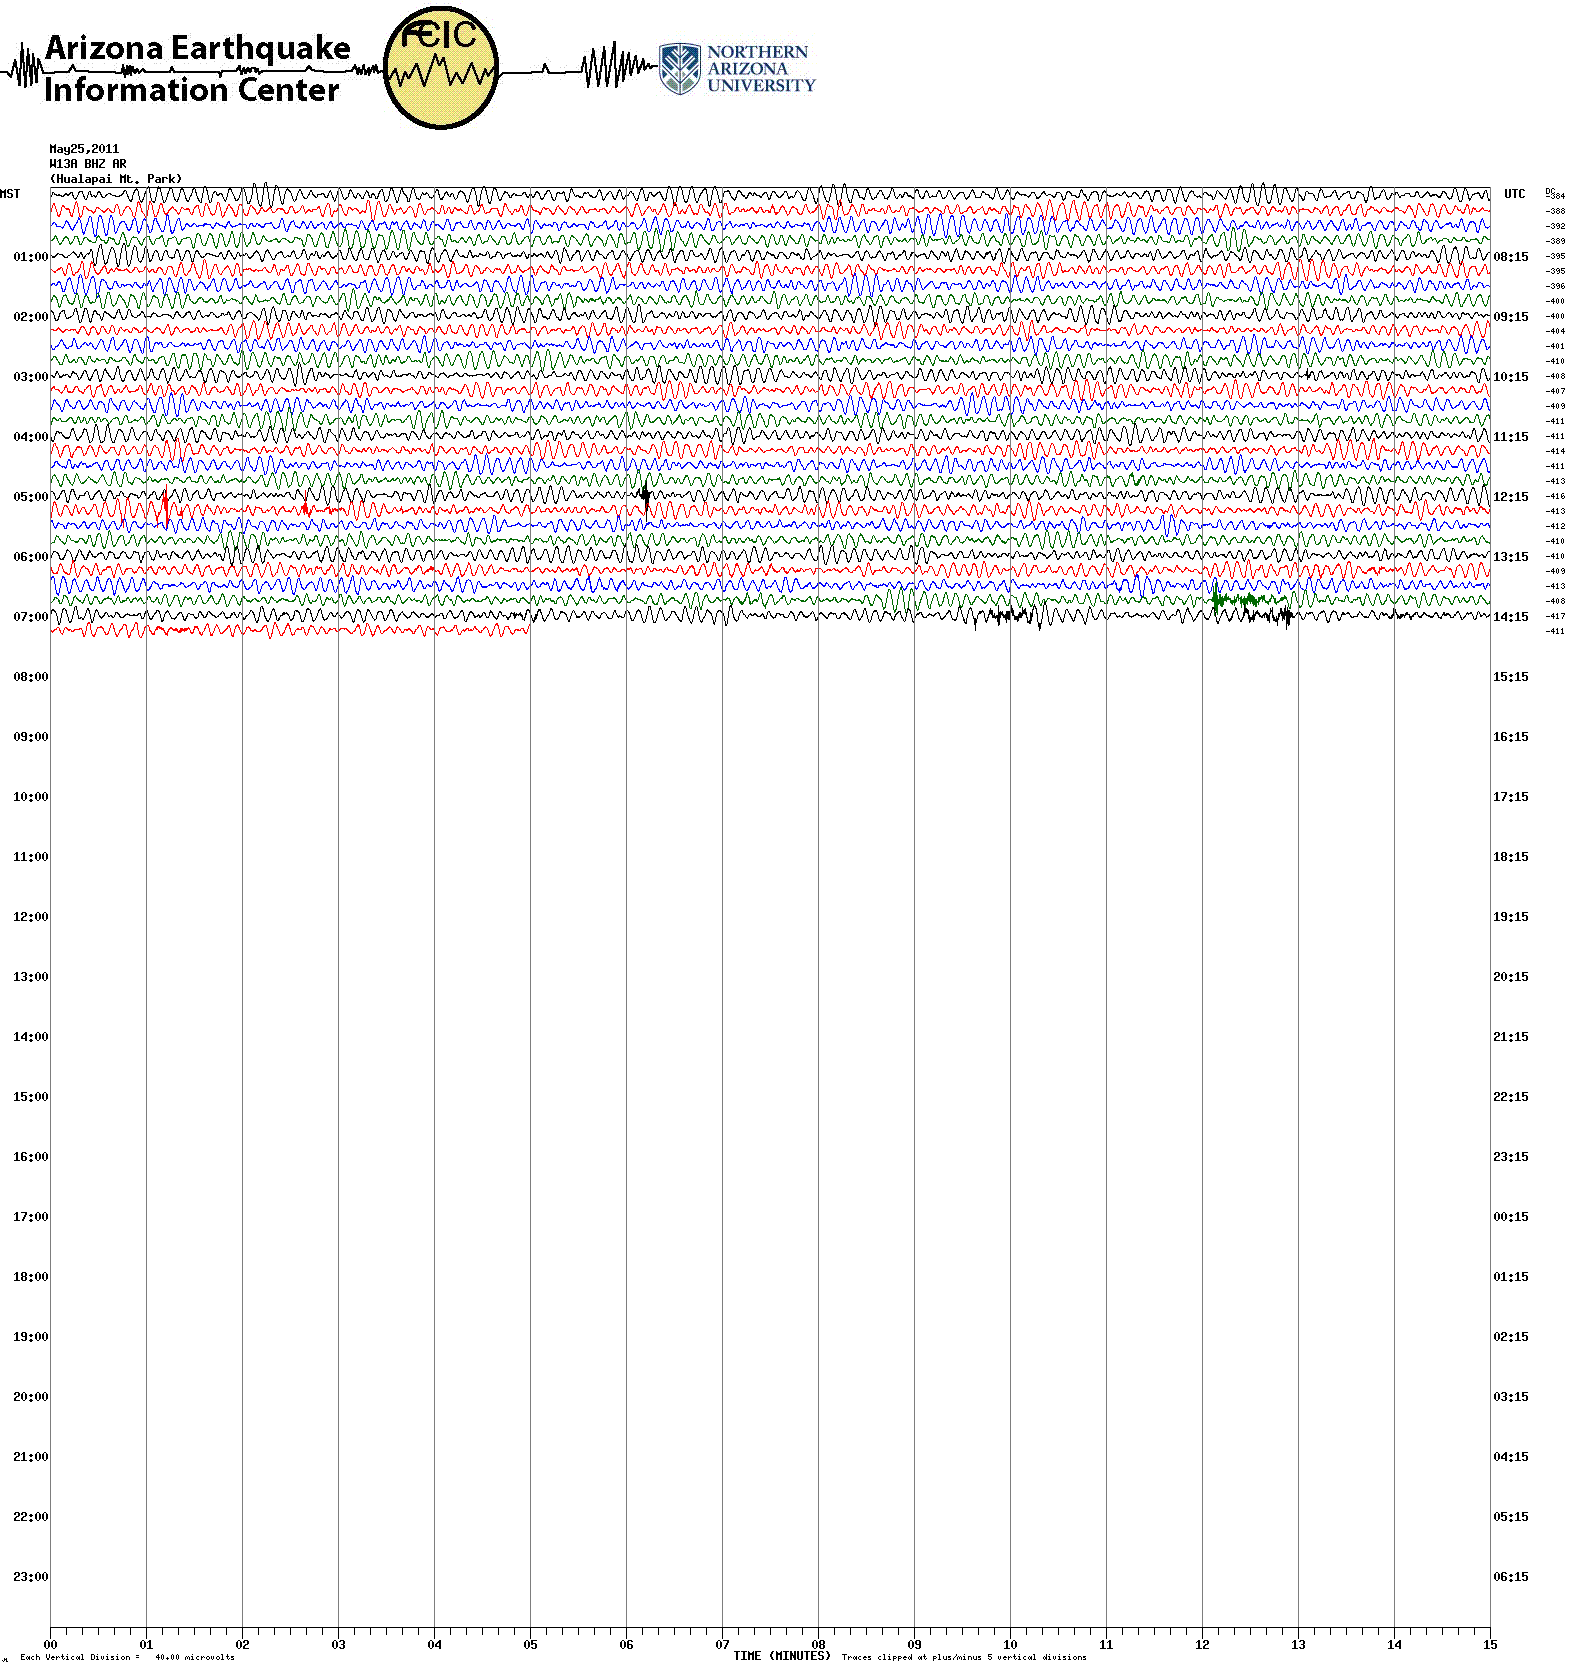 Arizona Earthquake
Information Center
ÆCIC
NORTHERN
ARIZONA
UNIVERSITY
May25,2011
W13A BHZ AR
(Hualapai Mt. Park)
MST UTC DC
-384
-388
-392
-389
01:00 08:15 -395
-395
-396
-400
02:00 09:15 -400
-404
-401
-410
03:00 10:15 -408
-407
-409
-411
04:00 11:15 -411
-414
-411
-413
05:00 12:15 -416
-413
-412
-410
06:00 13:15 -410
-409
-413
-408
07:00 14:15 -417
-411
08:00 15:15
09:00 16:15
10:00 17:15
11:00 18:15
12:00 19:15
13:00 20:15
14:00 21:15
15:00 22:15
16:00 23:15
17:00 00:15
18:00 01:15
19:00 02:15
20:00 03:15
21:00 04:15
22:00 05:15
23:00 06:15
00 01 02 03 04 05 06 07 08 09 10 11 12 13 14 15
TIME (MINUTES)
Each Vertical Division = 40.00 microvolts
Traces clipped at plus/minus 5 vertical divisions